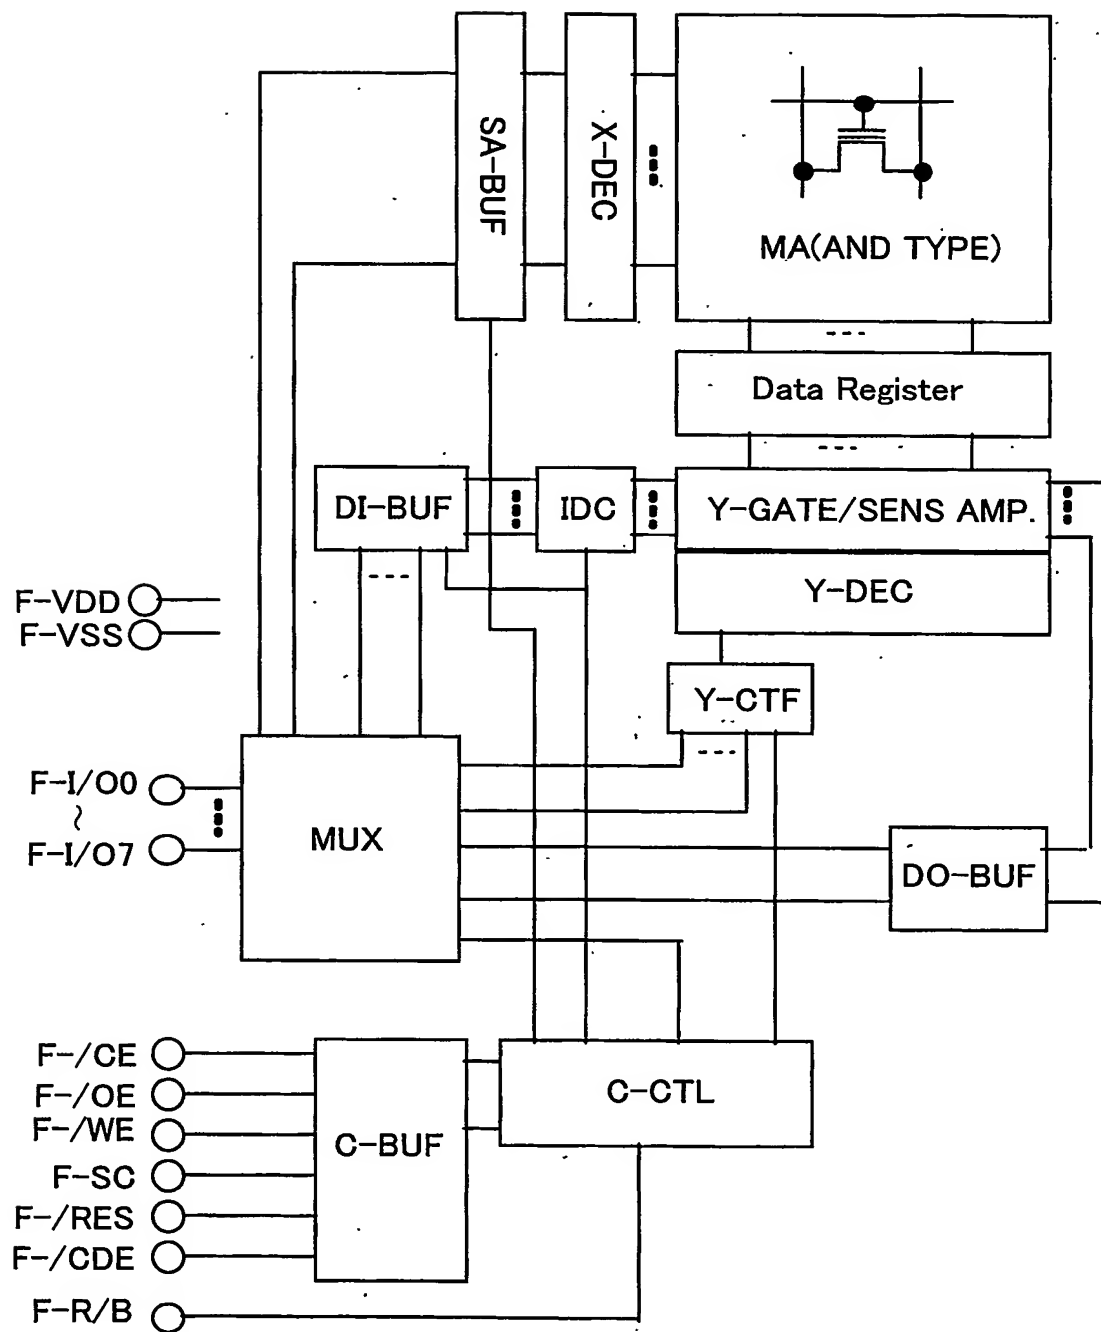 SA-BUF
X-DEC
MA(AND TYPE)
Data Register
DI-BUF
IDC
Y-GATE/SENS AMP.
Y-DEC
F-VDD
F-VSS
Y-CTF
F-I/O0
~
F-I/O7
MUX
DO-BUF
F-/CE
F-/OE
F-/WE
F-SC
F-/RES
F-/CDE
F-R/B
C-BUF
C-CTL